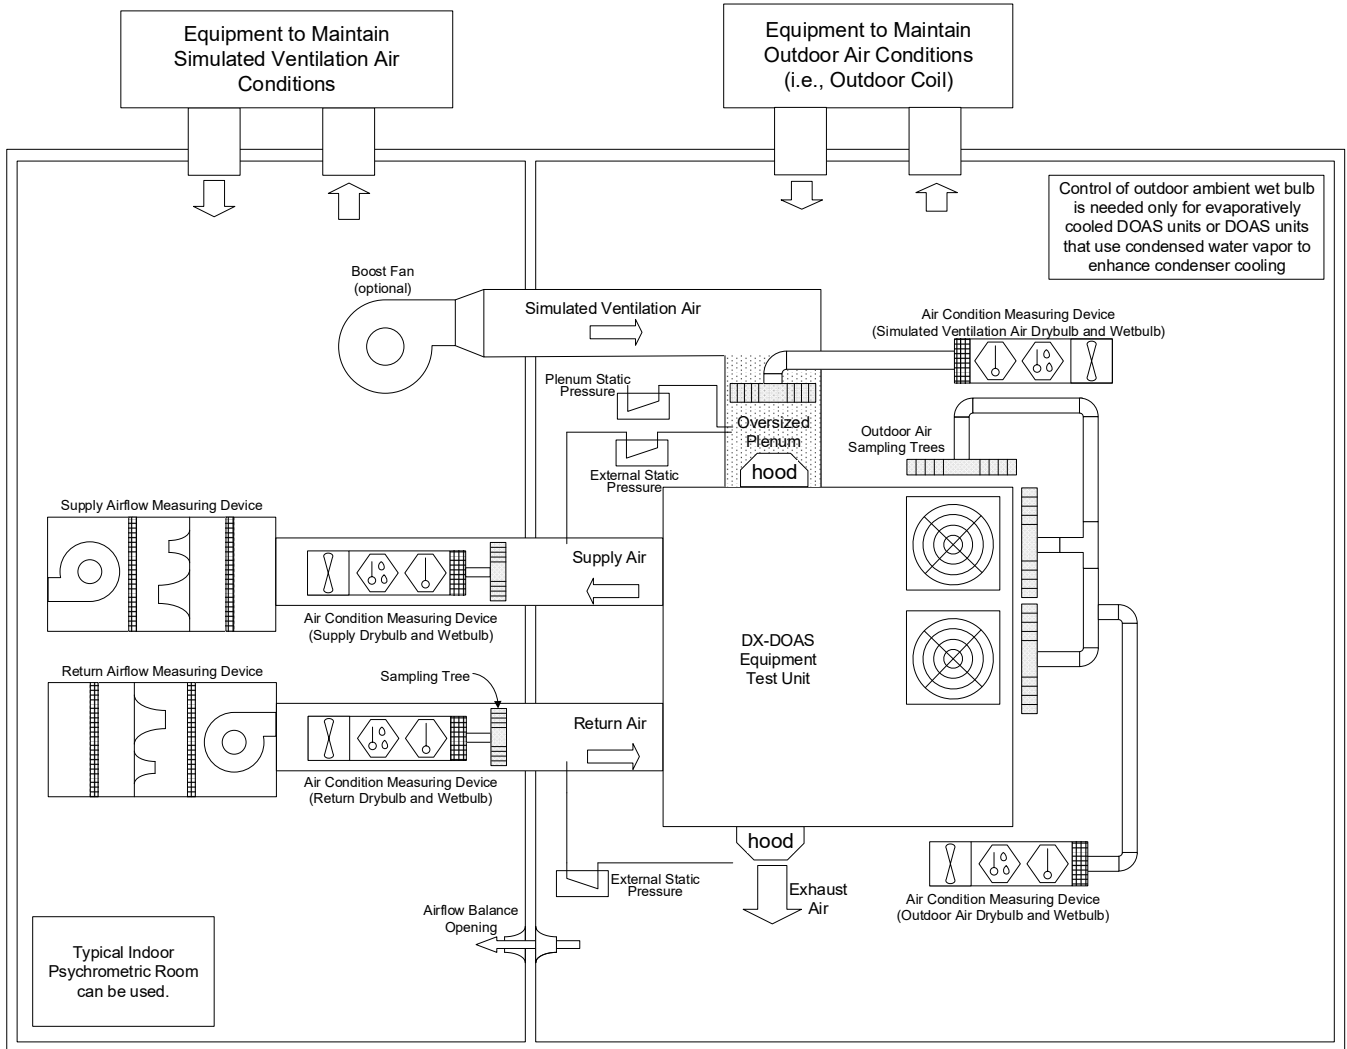 Equipment to Maintain
Simulated Ventilation Air
Conditions
Equipment to Maintain
Outdoor Air Conditions
(i.e., Outdoor Coil)
Control of outdoor ambient wet bulb
is needed only for evaporatively
cooled DOAS units or DOAS units
that use condensed water vapor to
enhance condenser cooling
Boost Fan
(optional)
Simulated Ventilation Air
Air Condition Measuring Device
(Simulated Ventilation Air Drybulb and Wetbulb)
Plenum Static
Pressure
Oversized
Plenum
Outdoor Air
Sampling Trees
External Static
Pressure
hood
Supply Airflow Measuring Device
Supply Air
Air Condition Measuring Device
(Supply Drybulb and Wetbulb)
DX-DOAS
Equipment
Test Unit
Return Airflow Measuring Device
Sampling Tree
Return Air
Air Condition Measuring Device
(Return Drybulb and Wetbulb)
hood
External Static
Pressure
Exhaust
Air
Air Condition Measuring Device
(Outdoor Air Drybulb and Wetbulb)
Airflow Balance
Opening
Typical Indoor
Psychrometric Room
can be used.